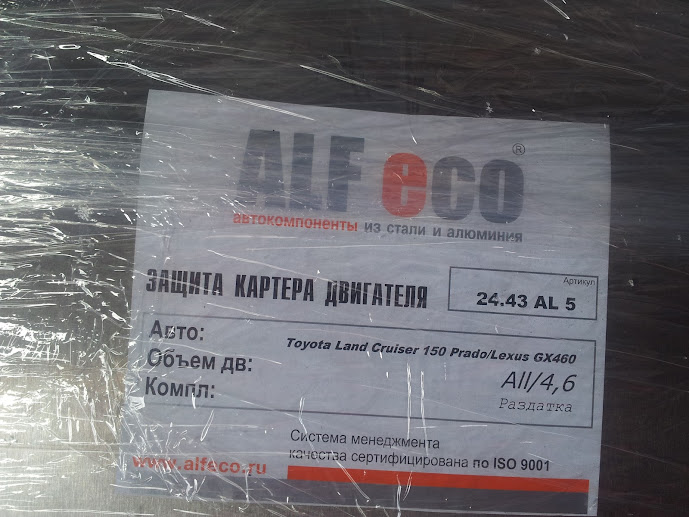 ALF eco ®
автокомпоненты из стали и алюминия
ЗАЩИТА КАРТЕРА ДВИГАТЕЛЯ
Артикул
24.43 AL 5
Авто: Toyota Land Cruiser 150 Prado/Lexus GX460
Объем дв: All/4,6
Компл: Раздатка
Система менеджмента
качества сертифицирована по ISO 9001
www.alfeco.ru